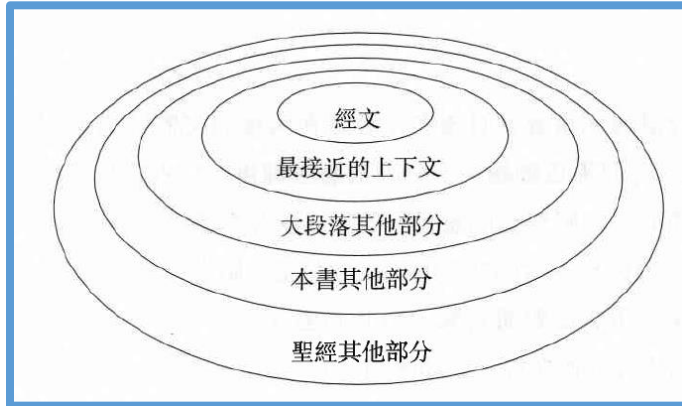 經文
最接近的上下文
大段落其他部分
本書其他部分
聖經其他部分